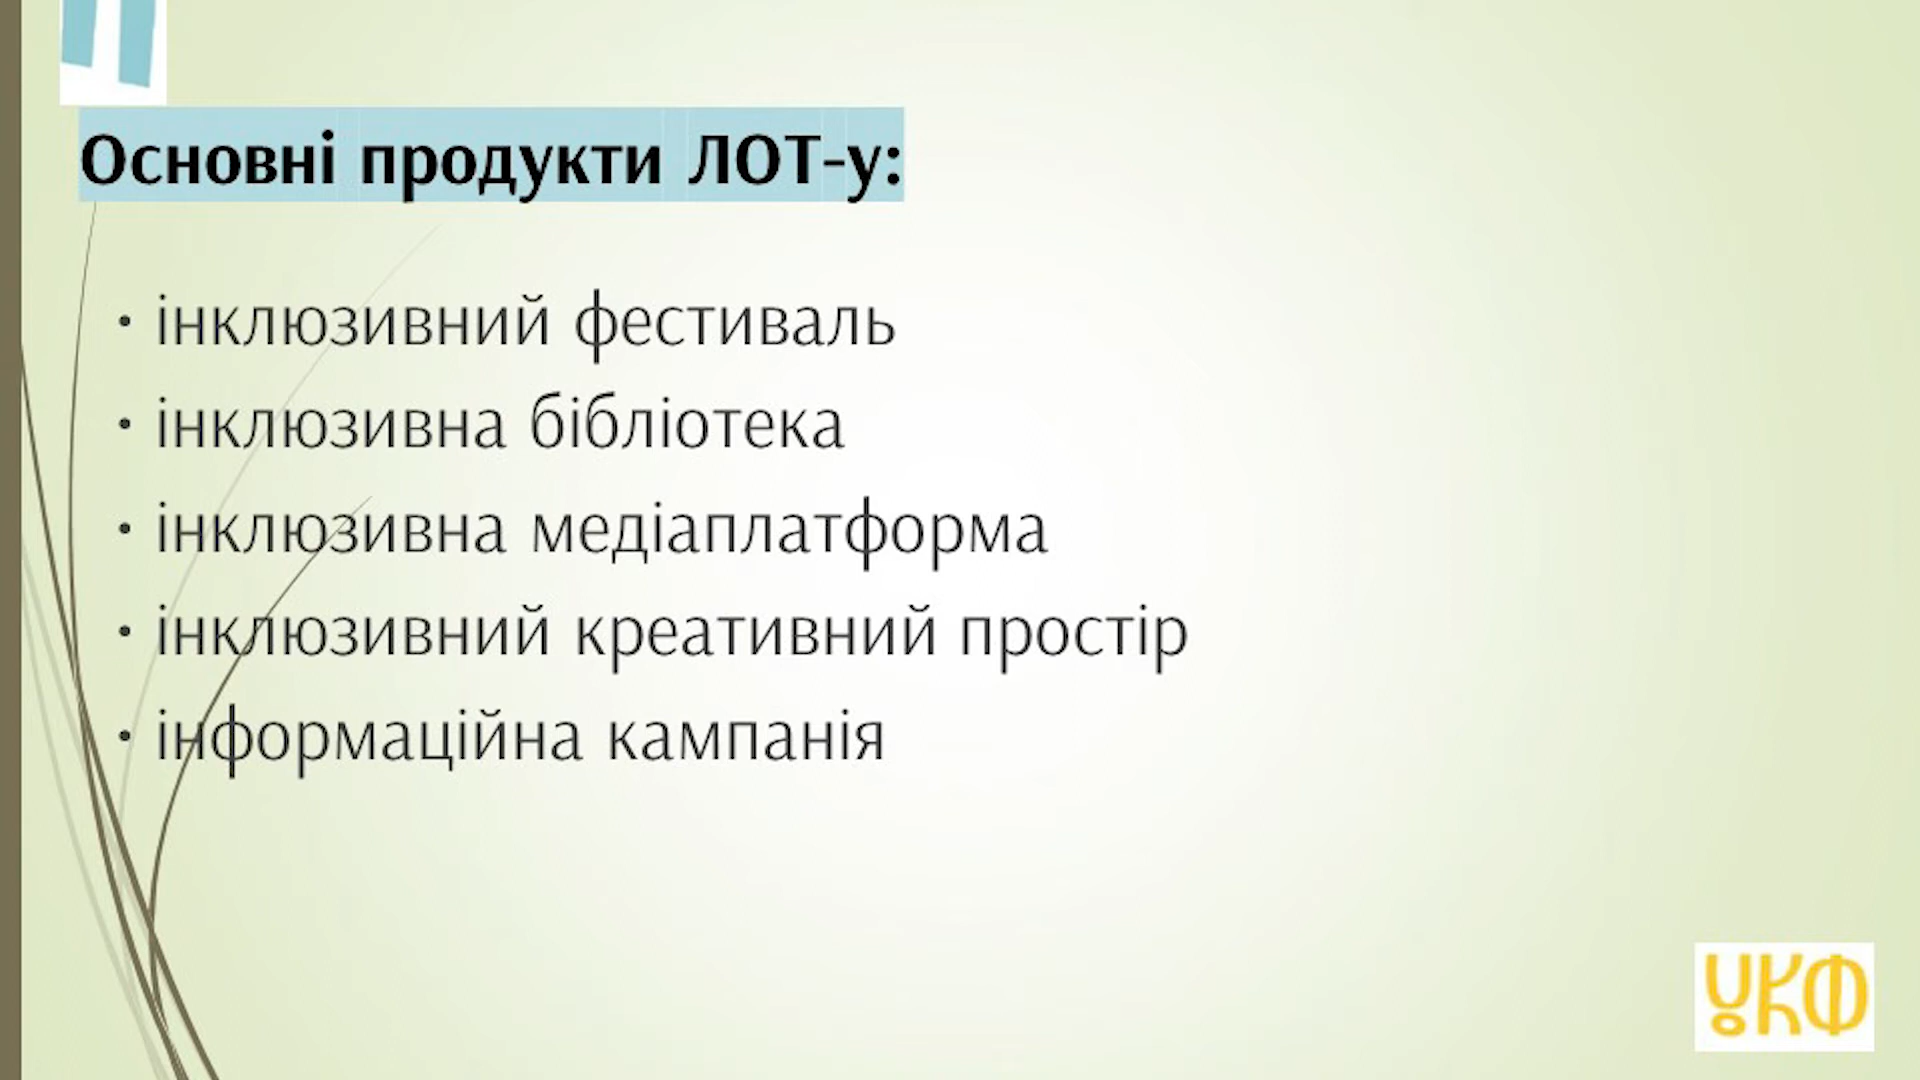 Основні продукти ЛОТ-у:
• інклюзивний фестиваль
• інклюзивна бібліотека
• інклюзивна медіаплатформа
• інклюзивний креативний простір
• інформаційна кампанія
УКФ